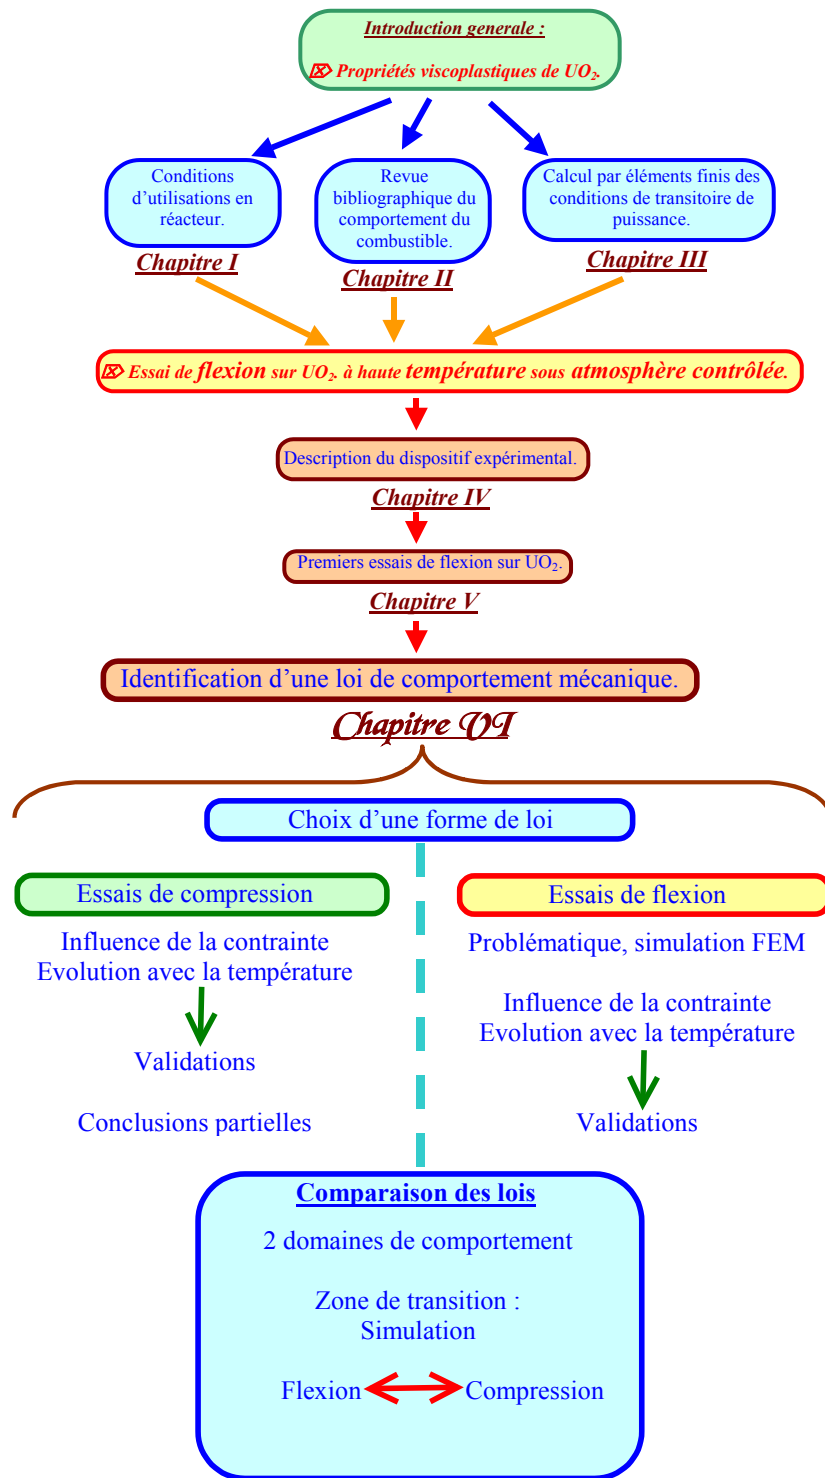 Introduction generale :
⌦ Propriétés viscoplastiques de UO₂.
Conditions
d’utilisations en
réacteur.
Chapitre I
Revue
bibliographique du
comportement du
combustible.
Chapitre II
Calcul par éléments finis des
conditions de transitoire de
puissance.
Chapitre III
⌦ Essai de flexion sur UO₂. à haute température sous atmosphère contrôlée.
Description du dispositif expérimental.
Chapitre IV
Premiers essais de flexion sur UO₂.
Chapitre V
Identification d’une loi de comportement mécanique.
Chapitre VI
Choix d’une forme de loi
Essais de compression
Influence de la contrainte
Evolution avec la température
Validations
Conclusions partielles
Essais de flexion
Problématique, simulation FEM
Influence de la contrainte
Evolution avec la température
Validations
Comparaison des lois
2 domaines de comportement
Zone de transition :
Simulation
Flexion Compression